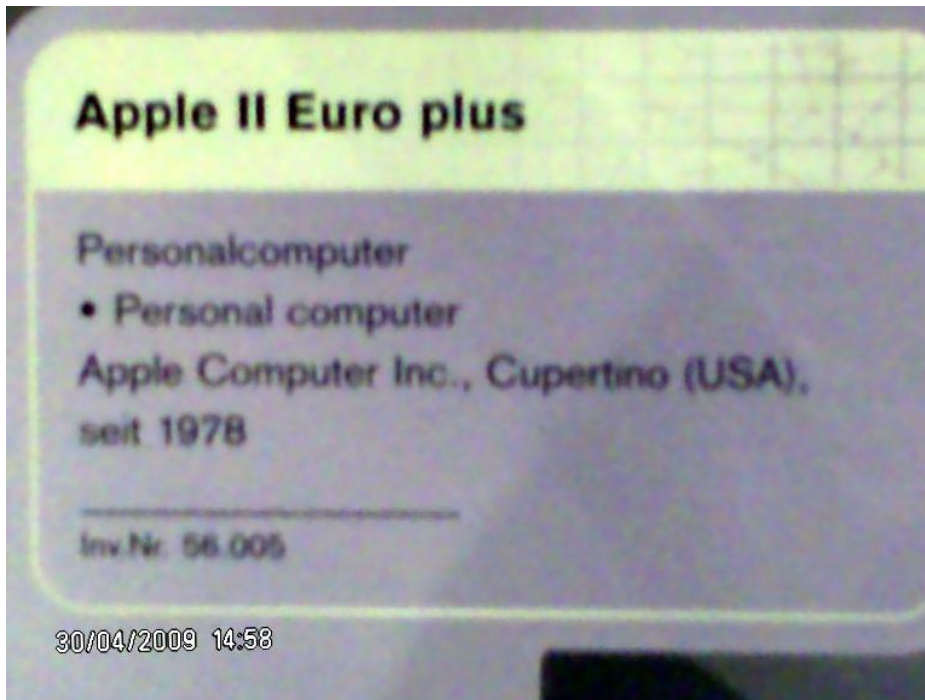 Apple II Euro plus
Personalcomputer
• Personal computer
Apple Computer Inc., Cupertino (USA),
seit 1978
Inv.Nr. 56.005
30/04/2009 14:58